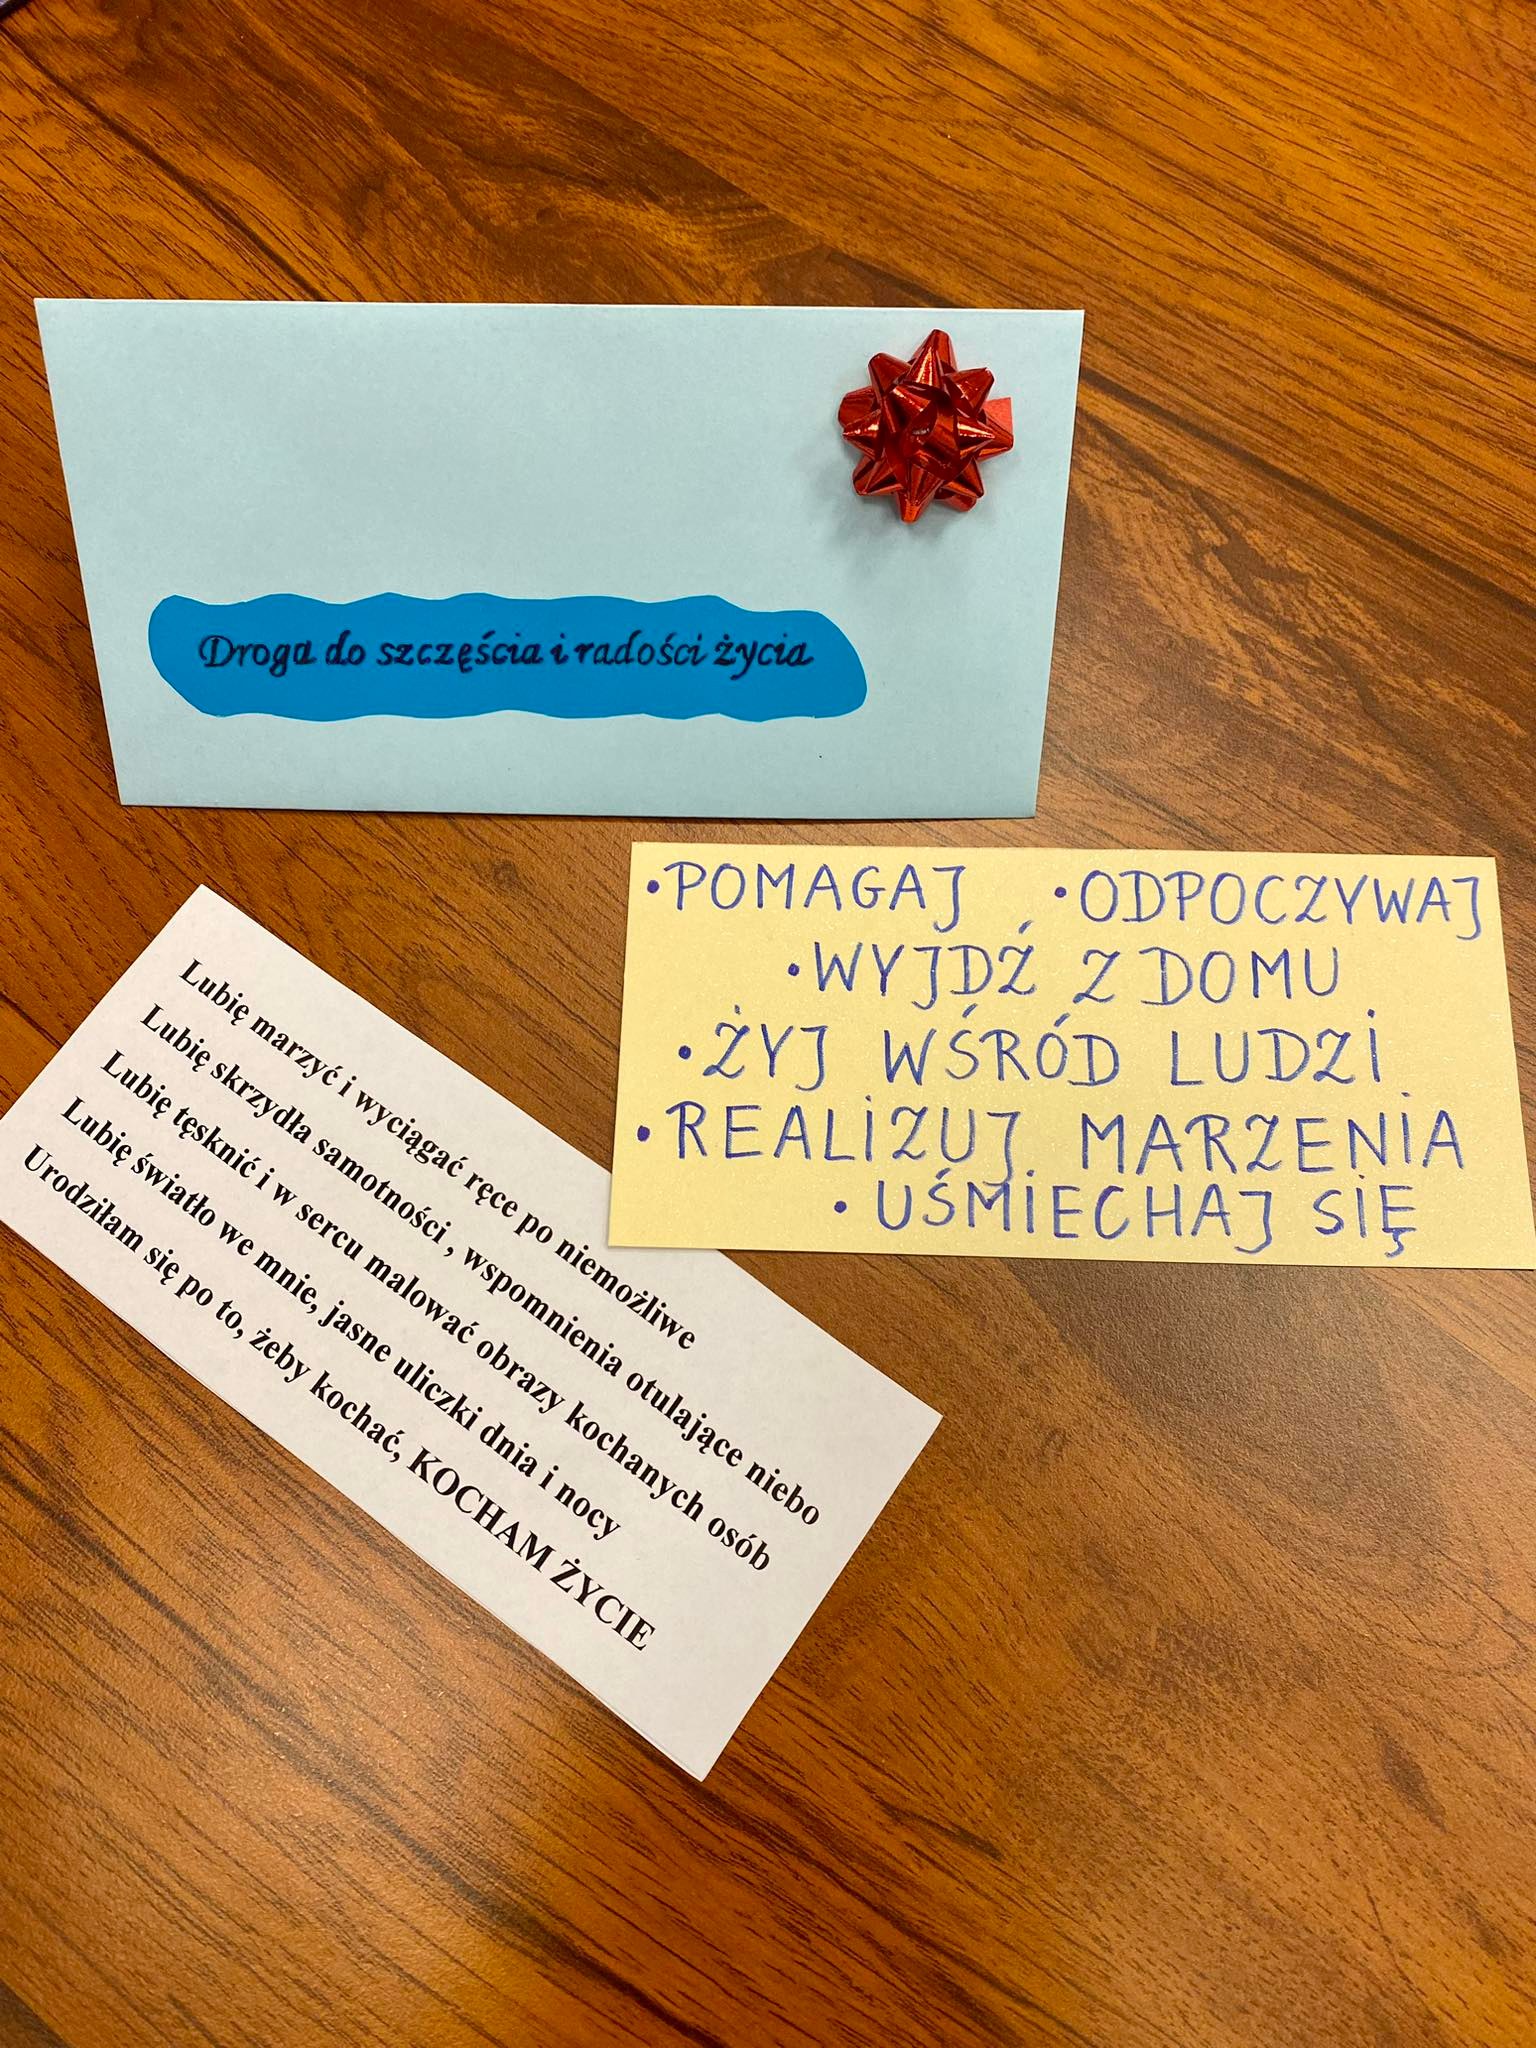 Droga do szczęścia i radości życia
• POMAGAJ • ODPOCZYWAJ
• WYJDŹ Z DOMU
• ŻYJ WŚRÓD LUDZI
• REALIZUJ MARZENIA
• UŚMIECHAJ SIĘ
Lubię marzyć i wyciągać ręce po niemożliwe
Lubię skrzydła samotności , wspomnienia otulające niebo
Lubię tęsknić i w sercu malować obrazy kochanych osób
Lubię światło we mnie, jasne uliczki dnia i nocy
Urodziłam się po to, żeby kochać, KOCHAM ŻYCIE